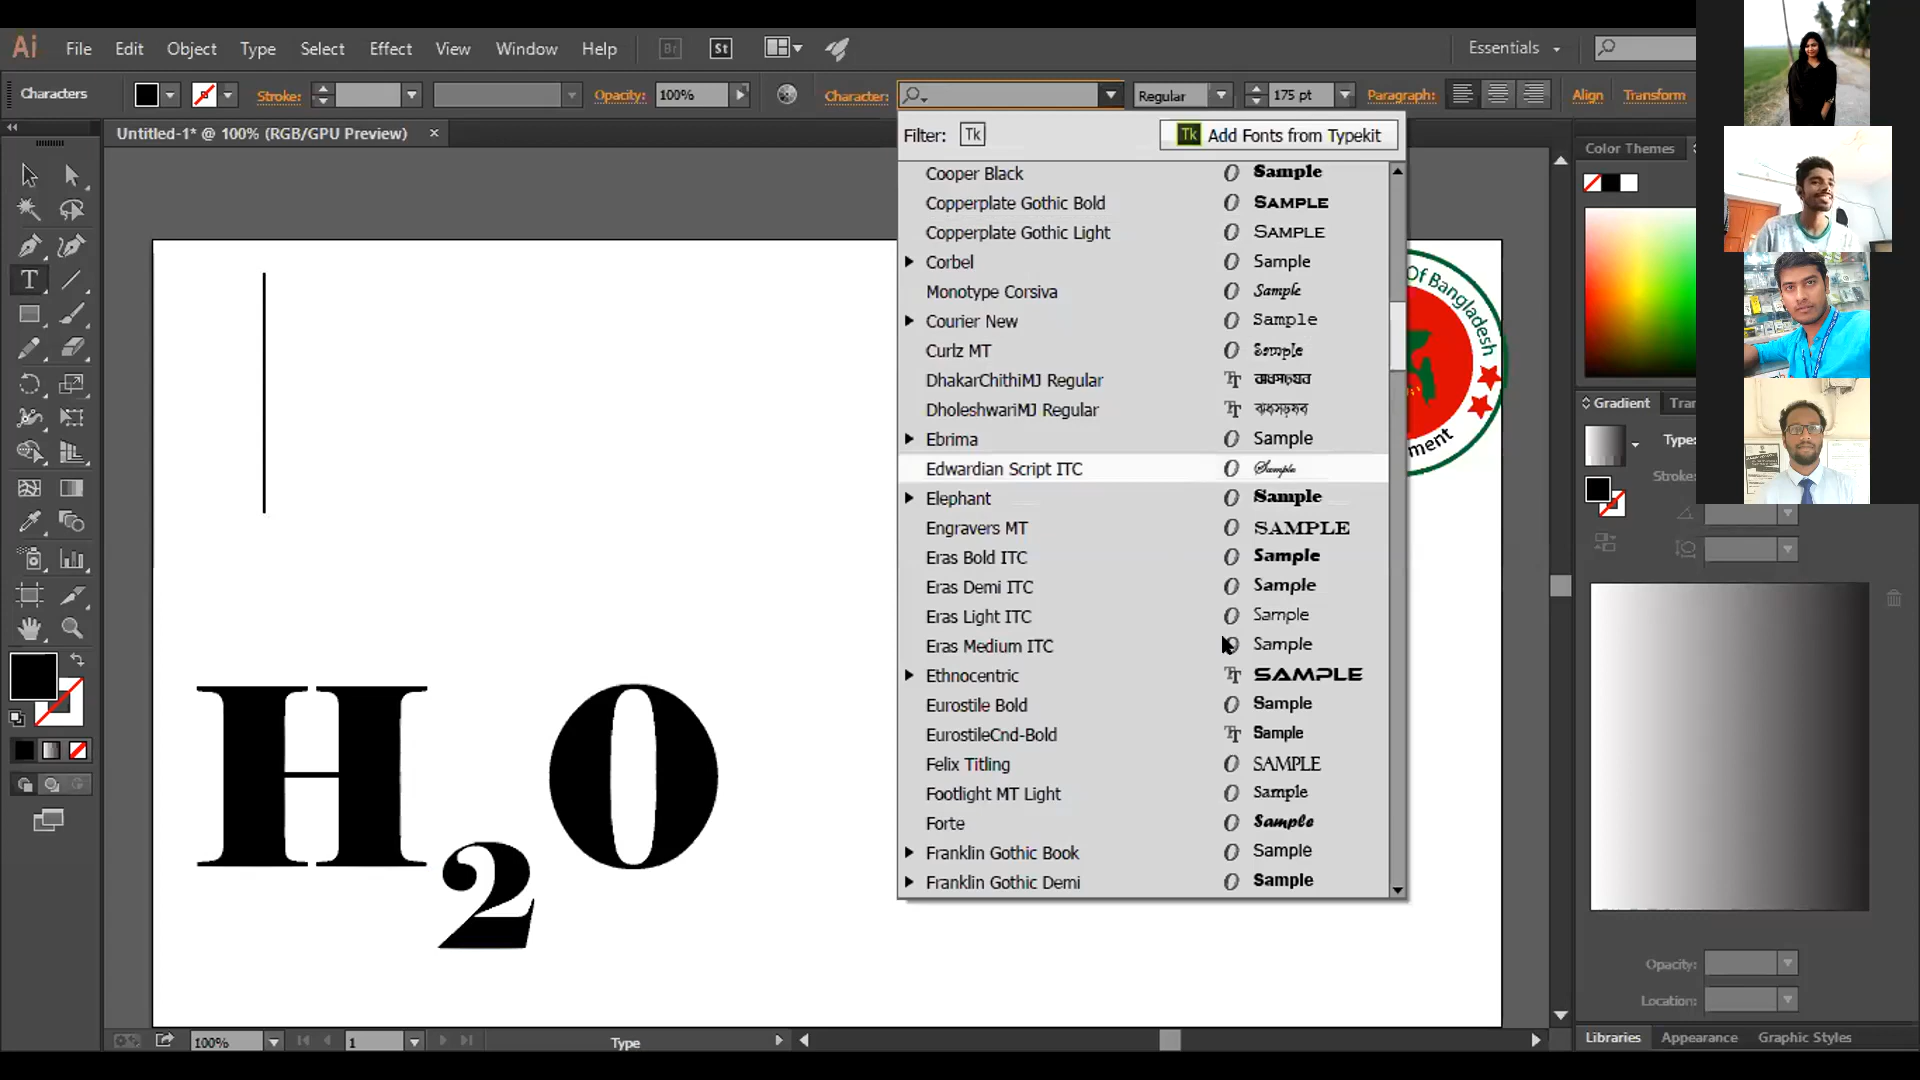 Ai File Edit Object Type Select Effect View Window Help Br St Essentials
Characters Stroke: Opacity: 100% Character: Regular 175 pt Paragraph: Align Transform
Untitled-1* @ 100% (RGB/GPU Preview) ×
Filter: Tk Tk Add Fonts from Typekit
Cooper Black Sample
Copperplate Gothic Bold SAMPLE
Copperplate Gothic Light SAMPLE
Corbel Sample
Monotype Corsiva Sample
Courier New Sample
Curlz MT Sample
DhakarChithiMJ Regular
DholeshwariMJ Regular
Ebrima Sample
Edwardian Script ITC Sample
Elephant Sample
Engravers MT SAMPLE
Eras Bold ITC Sample
Eras Demi ITC Sample
Eras Light ITC Sample
Eras Medium ITC Sample
Ethnocentric SAMPLE
Eurostile Bold Sample
EurostileCnd-Bold Sample
Felix Titling SAMPLE
Footlight MT Light Sample
Forte Sample
Franklin Gothic Book Sample
Franklin Gothic Demi Sample
H2O
Of Bangladesh
ment
Color Themes
Gradient Tra
Type:
Stroke:
Opacity:
Location:
Libraries Appearance Graphic Styles
100% 1 Type